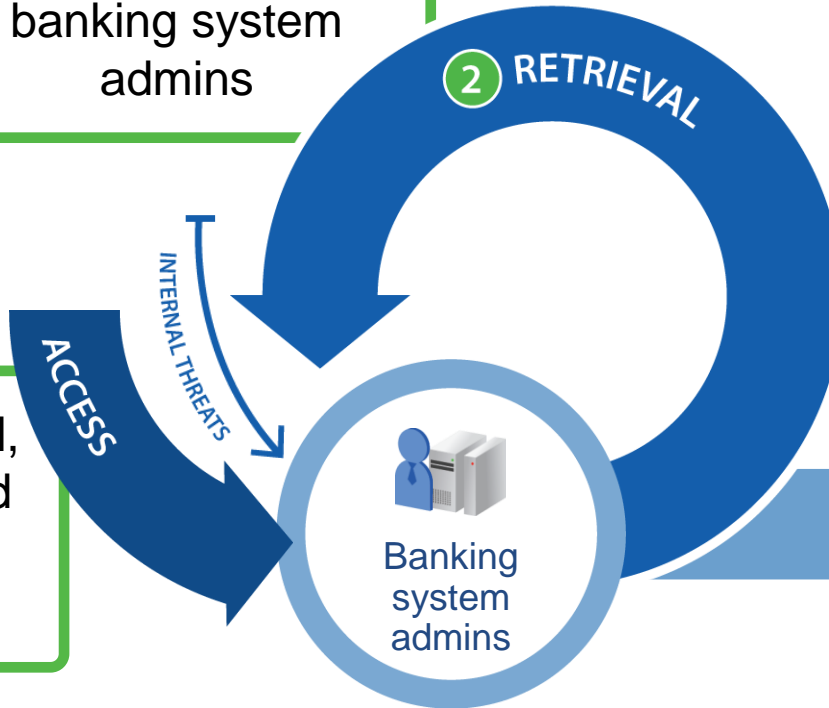 banking system
admins
2 RETRIEVAL
INTERNAL THREATS
ACCESS
Banking
system
admins